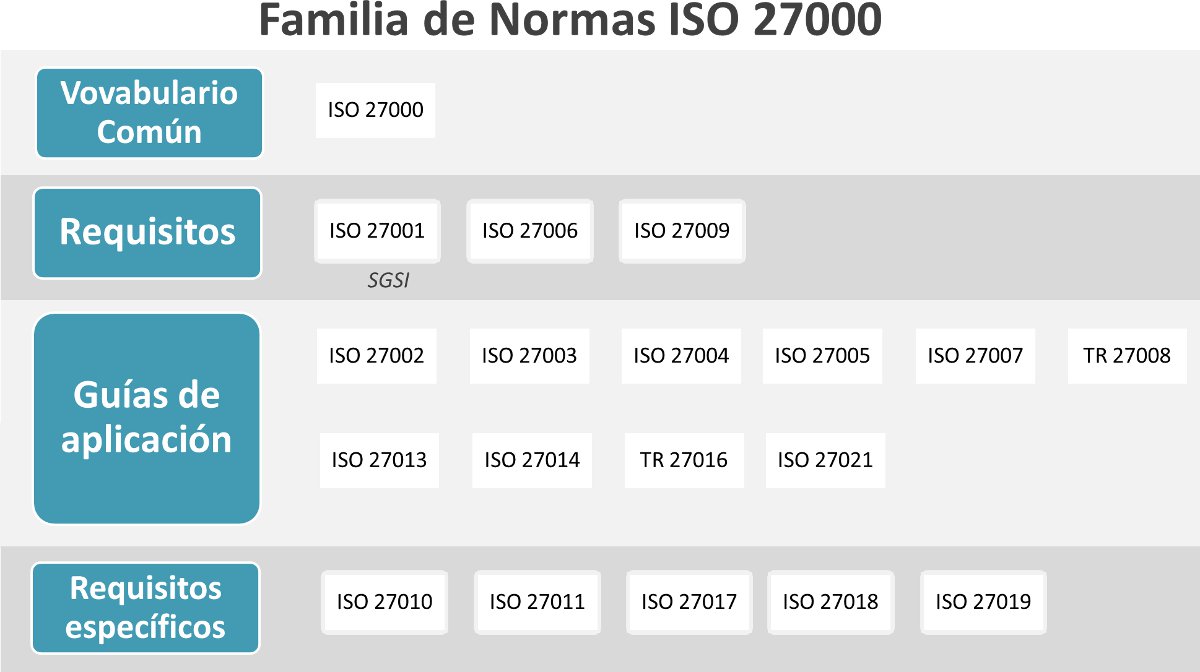 Familia de Normas ISO 27000
Vovabulario
Común
ISO 27000
Requisitos
ISO 27001
ISO 27006
ISO 27009
SGSI
Guías de
aplicación
ISO 27002
ISO 27003
ISO 27004
ISO 27005
ISO 27007
TR 27008
ISO 27013
ISO 27014
TR 27016
ISO 27021
Requisitos
específicos
ISO 27010
ISO 27011
ISO 27017
ISO 27018
ISO 27019